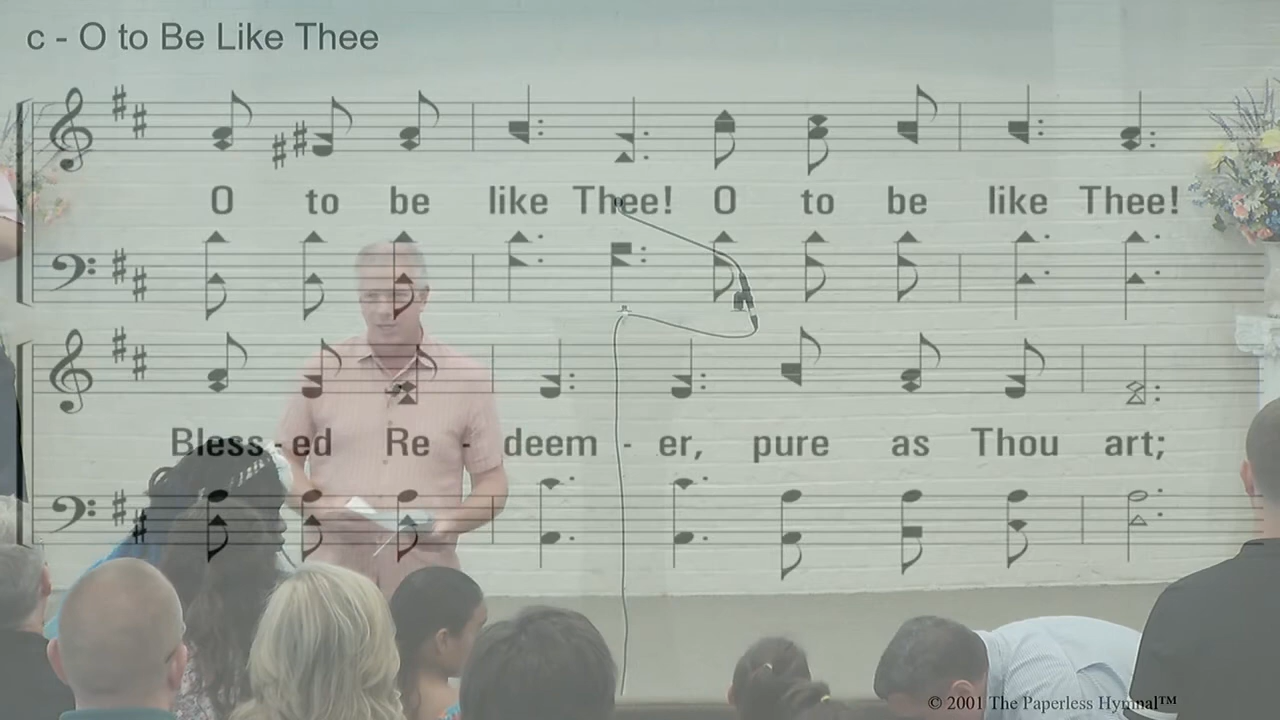 c - O to Be Like Thee
O to be like Thee! O to be like Thee!
Bless - ed Re - deem - er, pure as Thou art;
© 2001 The Paperless Hymnal™